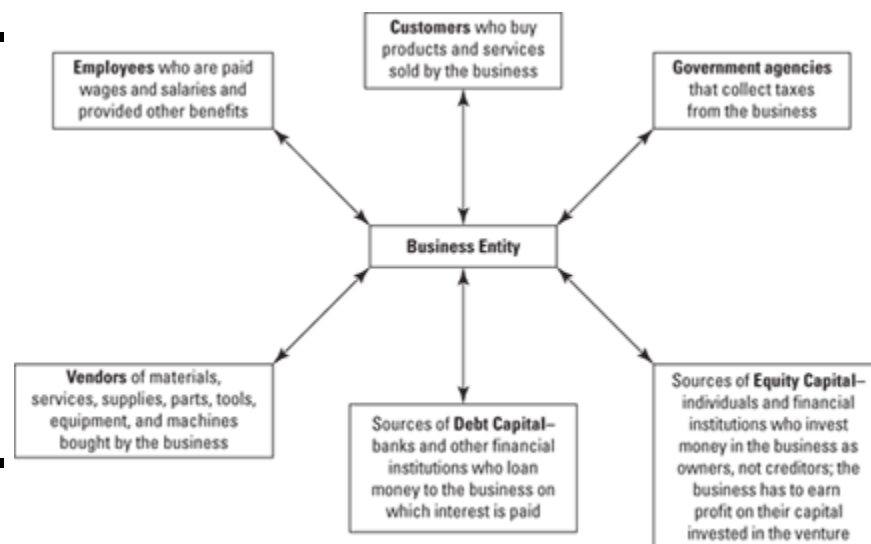 Customers who buy
products and services
sold by the business
Employees who are paid
wages and salaries and
provided other benefits
Government agencies
that collect taxes
from the business
Business Entity
Vendors of materials,
services, supplies, parts, tools,
equipment, and machines
bought by the business
Sources of Debt Capital–
banks and other financial
institutions who loan
money to the business on
which interest is paid
Sources of Equity Capital–
individuals and financial
institutions who invest
money in the business as
owners, not creditors; the
business has to earn
profit on their capital
invested in the venture